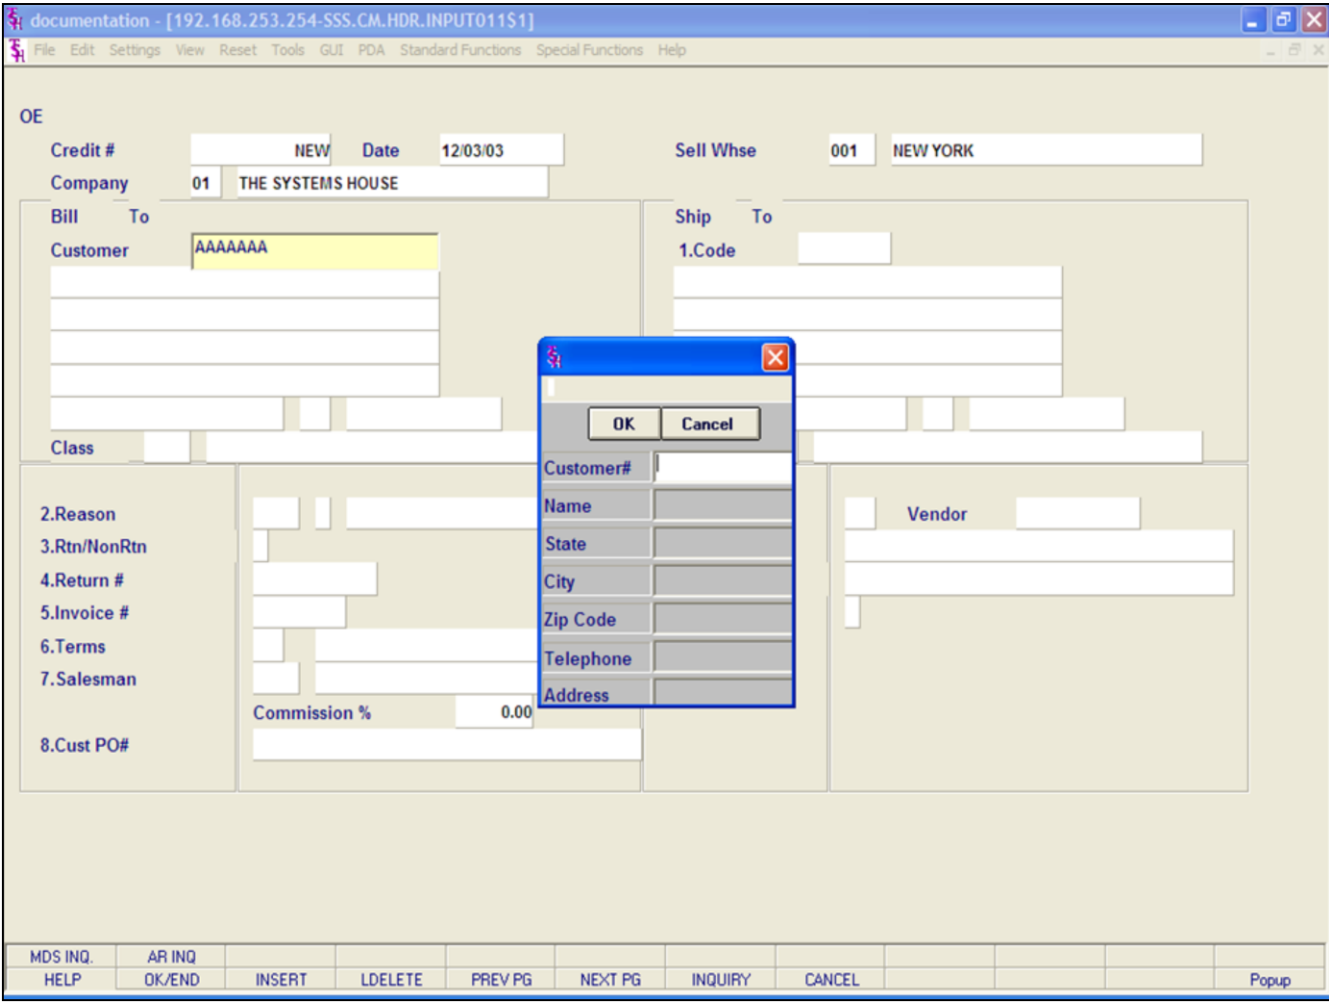 documentation - [192.168.253.254-SSS.CM.HDR.INPUT011$1]
File Edit Settings View Reset Tools GUI PDA Standard Functions Special Functions Help
OE
Credit # NEW Date 12/03/03 Sell Whse 001 NEW YORK
Company 01 THE SYSTEMS HOUSE
Bill To Ship To
Customer AAAAAAA 1.Code
OK Cancel
Class
Customer#
2.Reason Name Vendor
3.Rtn/NonRtn State
4.Return # City
5.Invoice # Zip Code
6.Terms Telephone
7.Salesman Address
Commission % 0.00
8.Cust PO#
MDS INQ. AR INQ
HELP OK/END INSERT LDELETE PREV PG NEXT PG INQUIRY CANCEL Popup